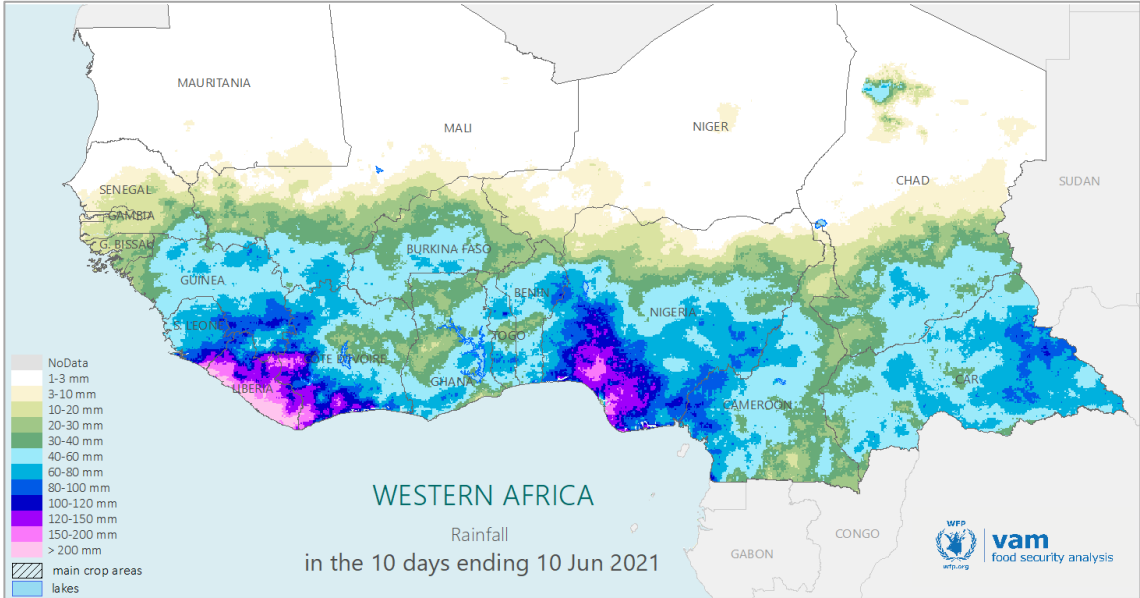 MAURITANIA
MALI
NIGER
CHAD
SUDAN
SENEGAL
GAMBIA
G. BISSAU
BURKINA FASO
GUINEA
BENIN
NIGERIA
S. LEONE
TOGO
COTE D'IVOIRE
LIBERIA
GHANA
CAMEROON
CAR
GABON
CONGO
NoData
1-3 mm
3-10 mm
10-20 mm
20-30 mm
30-40 mm
40-60 mm
60-80 mm
80-100 mm
100-120 mm
120-150 mm
150-200 mm
> 200 mm
main crop areas
lakes
WESTERN AFRICA
Rainfall
in the 10 days ending 10 Jun 2021
WFP
wfp.org
vam
food security analysis